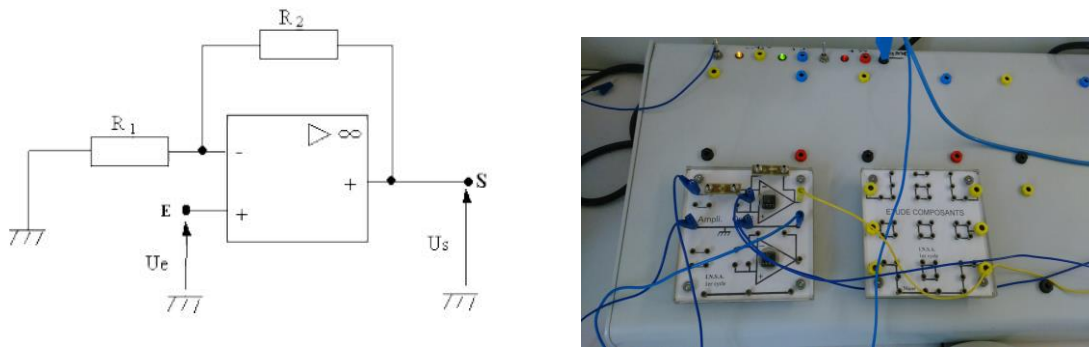 R2
R1
▷ ∞
-
+
E
+
S
Ue
Us
Ampli.
ETUDE COMPOSANTS
I.N.S.A.
1er cycle
I.N.S.A.
1er cycle